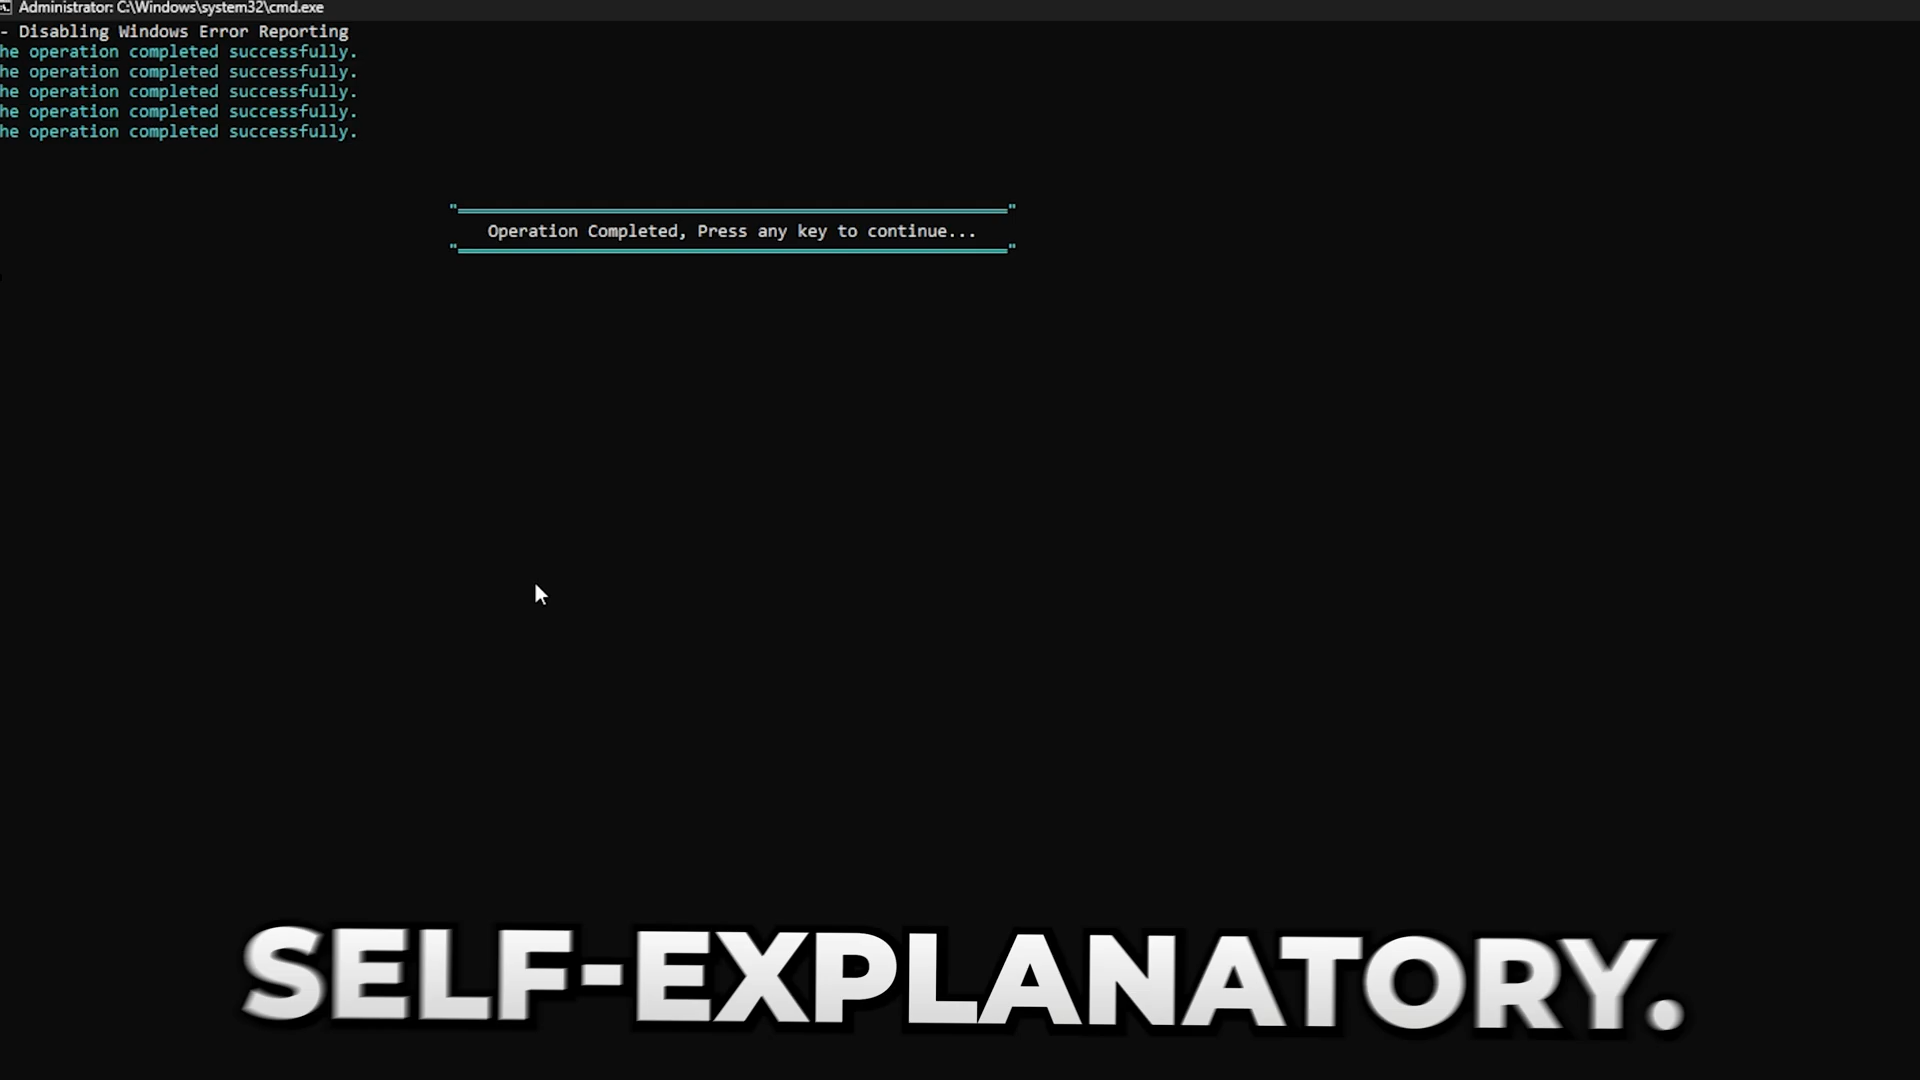 Administrator: C:\Windows\system32\cmd.exe
- Disabling Windows Error Reporting
he operation completed successfully.
he operation completed successfully.
he operation completed successfully.
he operation completed successfully.
he operation completed successfully.
Operation Completed, Press any key to continue...
SELF-EXPLANATORY.